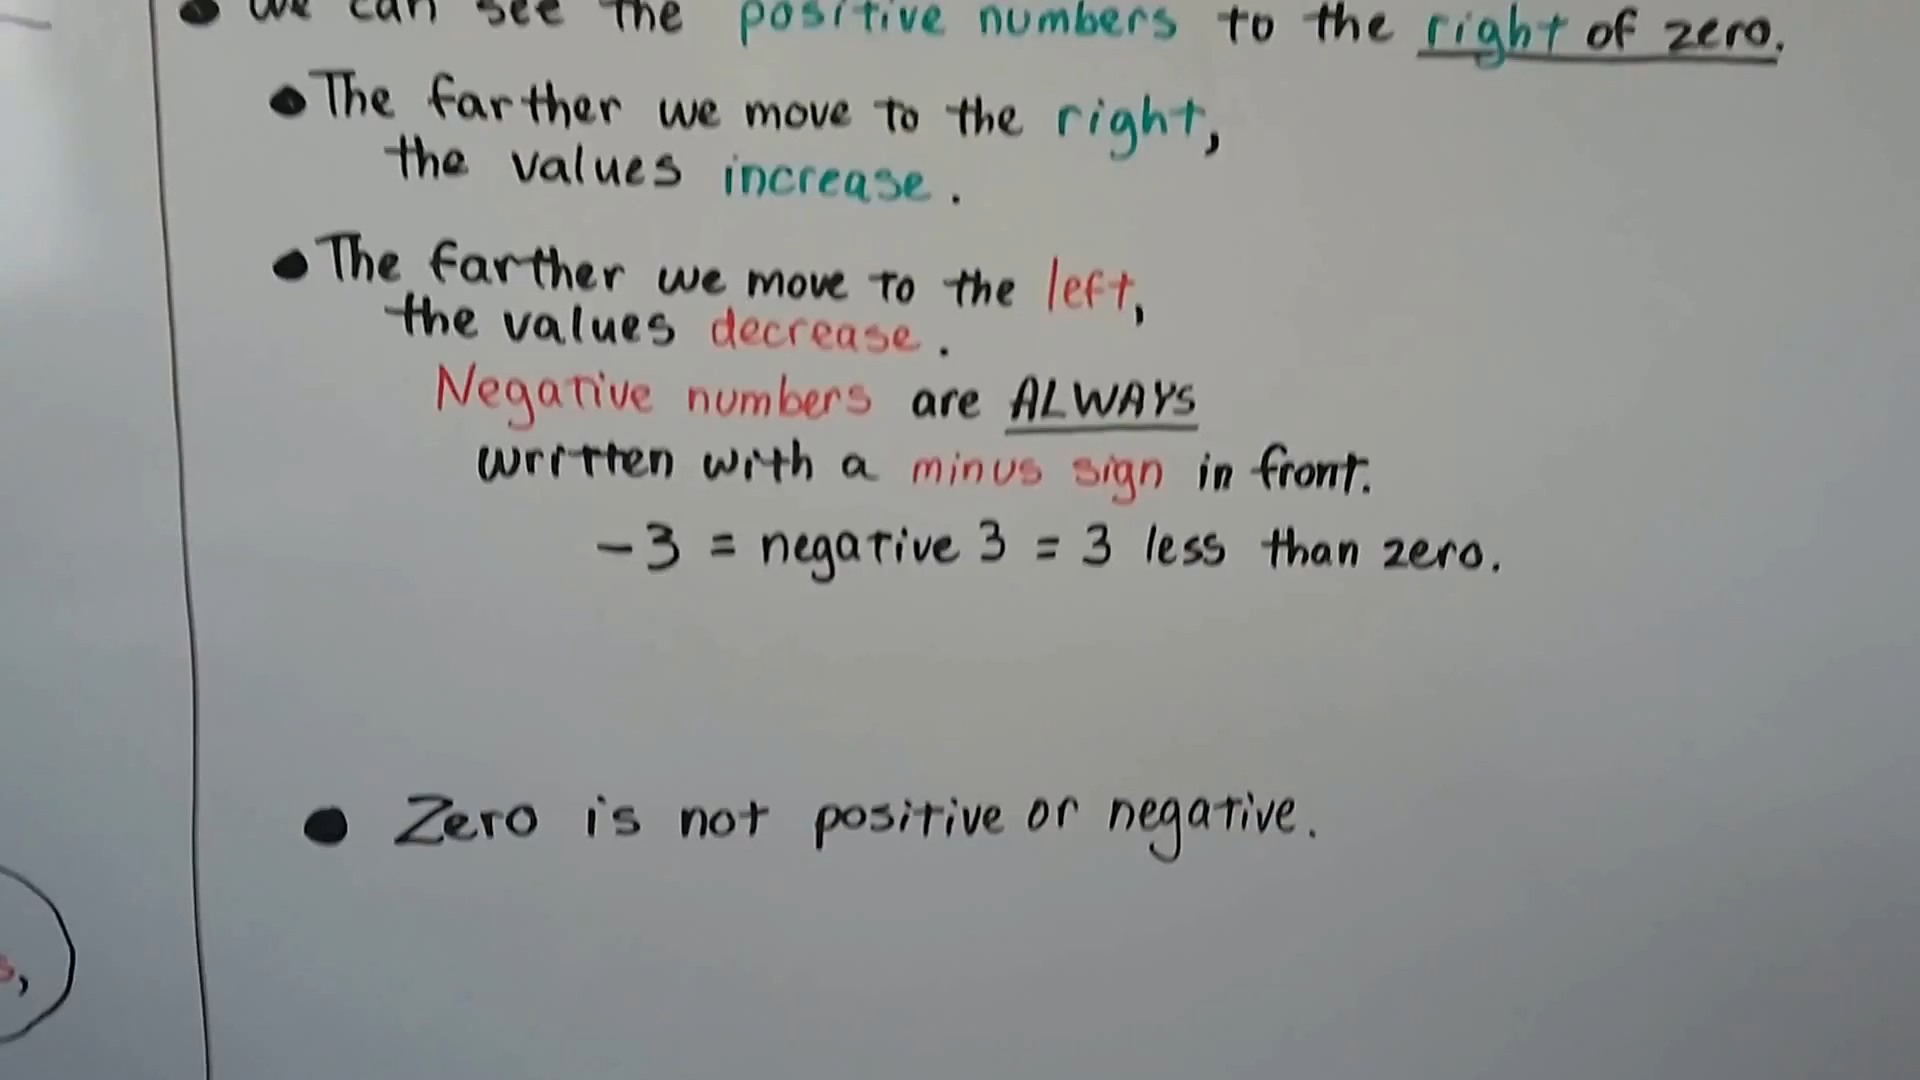 • We can see the positive numbers to the right of zero.
• The farther we move to the right,
the values increase.
• The farther we move to the left,
the values decrease.
Negative numbers are ALWAYS
written with a minus sign in front.
-3 = negative 3 = 3 less than zero.
• Zero is not positive or negative.